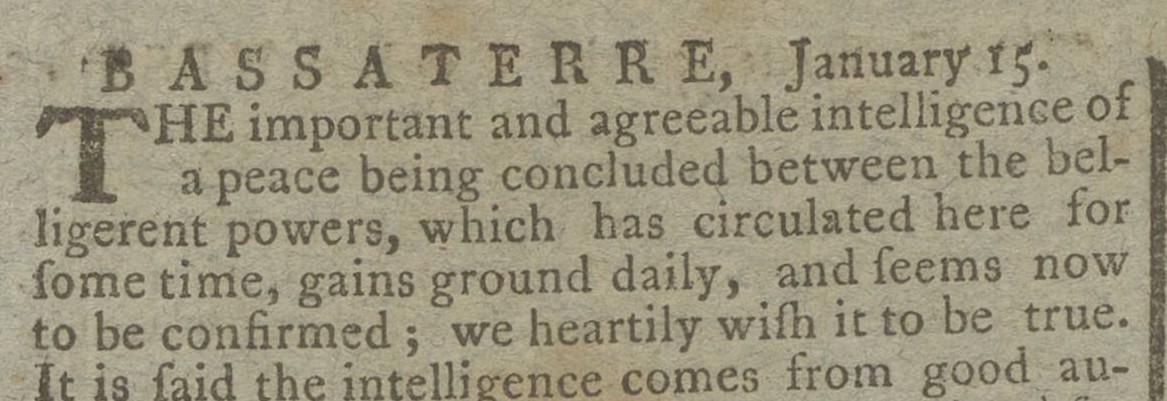 BASSATERRE, January 15.
THE important and agreeable intelligence of
a peace being concluded between the bel-
ligerent powers, which has circulated here for
ſome time, gains ground daily, and ſeems now
to be confirmed ; we heartily wiſh it to be true.
It is ſaid the intelligence comes from good au-